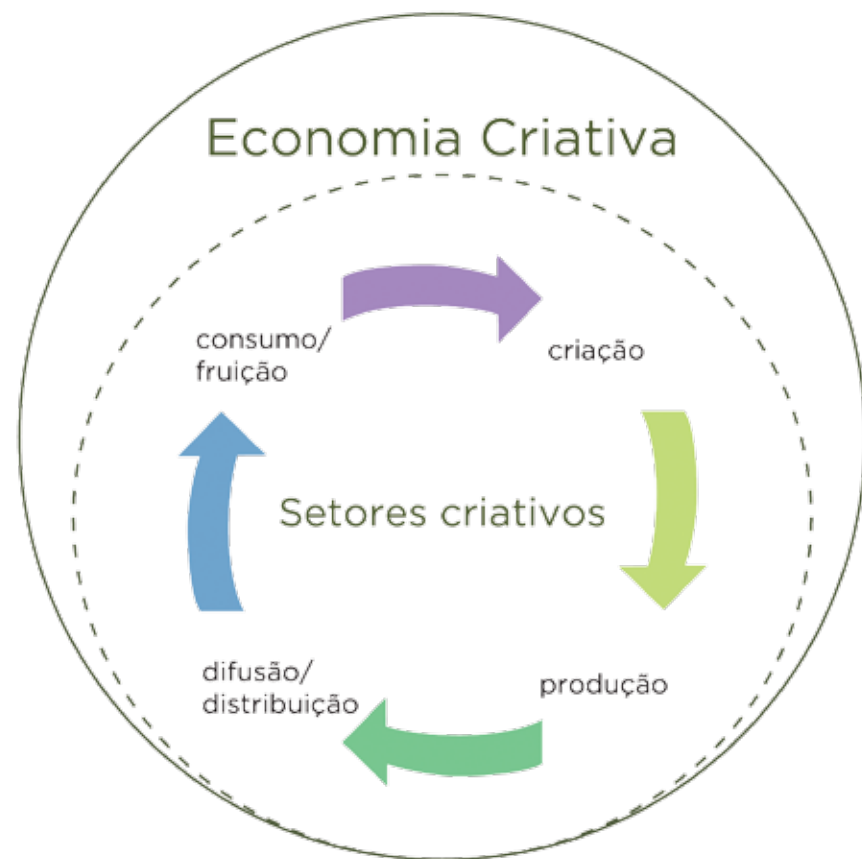 Economia Criativa
consumo/
fruição
criação
Setores criativos
difusão/
distribuição
produção